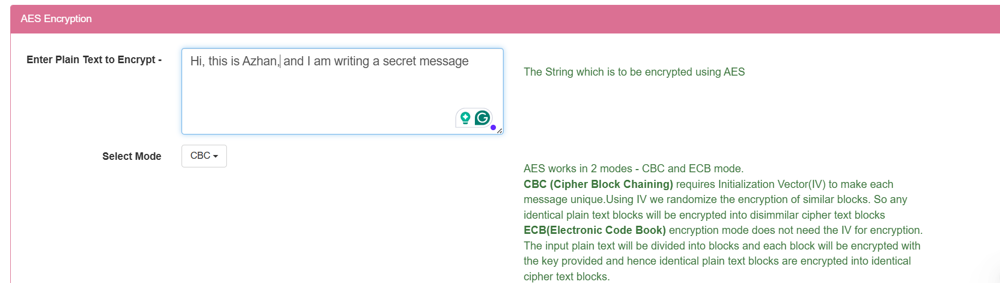 AES Encryption
Enter Plain Text to Encrypt -
Hi, this is Azhan, and I am writing a secret message
The String which is to be encrypted using AES
Select Mode
CBC
AES works in 2 modes - CBC and ECB mode.
CBC (Cipher Block Chaining) requires Initialization Vector(IV) to make each
message unique.Using IV we randomize the encryption of similar blocks. So any
identical plain text blocks will be encrypted into disimmilar cipher text blocks
ECB(Electronic Code Book) encryption mode does not need the IV for encryption.
The input plain text will be divided into blocks and each block will be encrypted with
the key provided and hence identical plain text blocks are encrypted into identical
cipher text blocks.